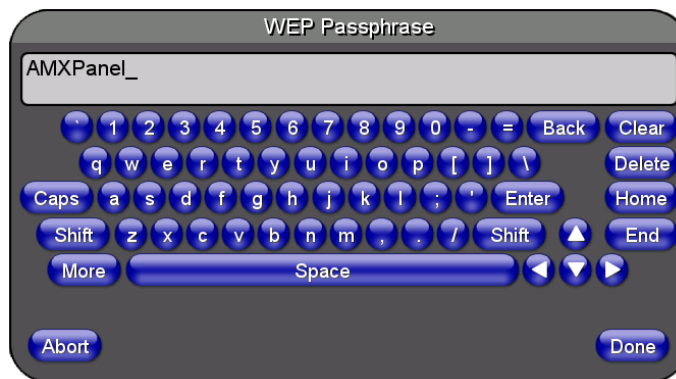 WEP Passphrase
AMXPanel_
` 1 2 3 4 5 6 7 8 9 0 - = Back Clear
q w e r t y u i o p [ ] \ Delete
Caps a s d f g h j k l ; ' Enter Home
Shift z x c v b n m , . / Shift End
More Space
Abort Done